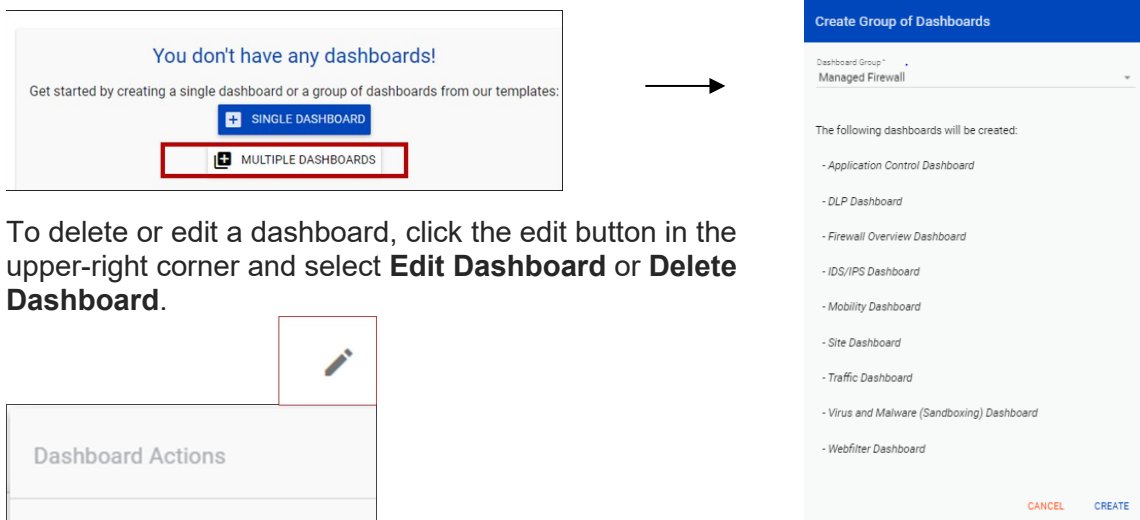 You don't have any dashboards!
Get started by creating a single dashboard or a group of dashboards from our templates:
SINGLE DASHBOARD
MULTIPLE DASHBOARDS
To delete or edit a dashboard, click the edit button in the
upper-right corner and select Edit Dashboard or Delete
Dashboard.
Dashboard Actions
Create Group of Dashboards
Dashboard Group*
Managed Firewall
The following dashboards will be created:
- Application Control Dashboard
- DLP Dashboard
- Firewall Overview Dashboard
- IDS/IPS Dashboard
- Mobility Dashboard
- Site Dashboard
- Traffic Dashboard
- Virus and Malware (Sandboxing) Dashboard
- Webfilter Dashboard
CANCEL CREATE